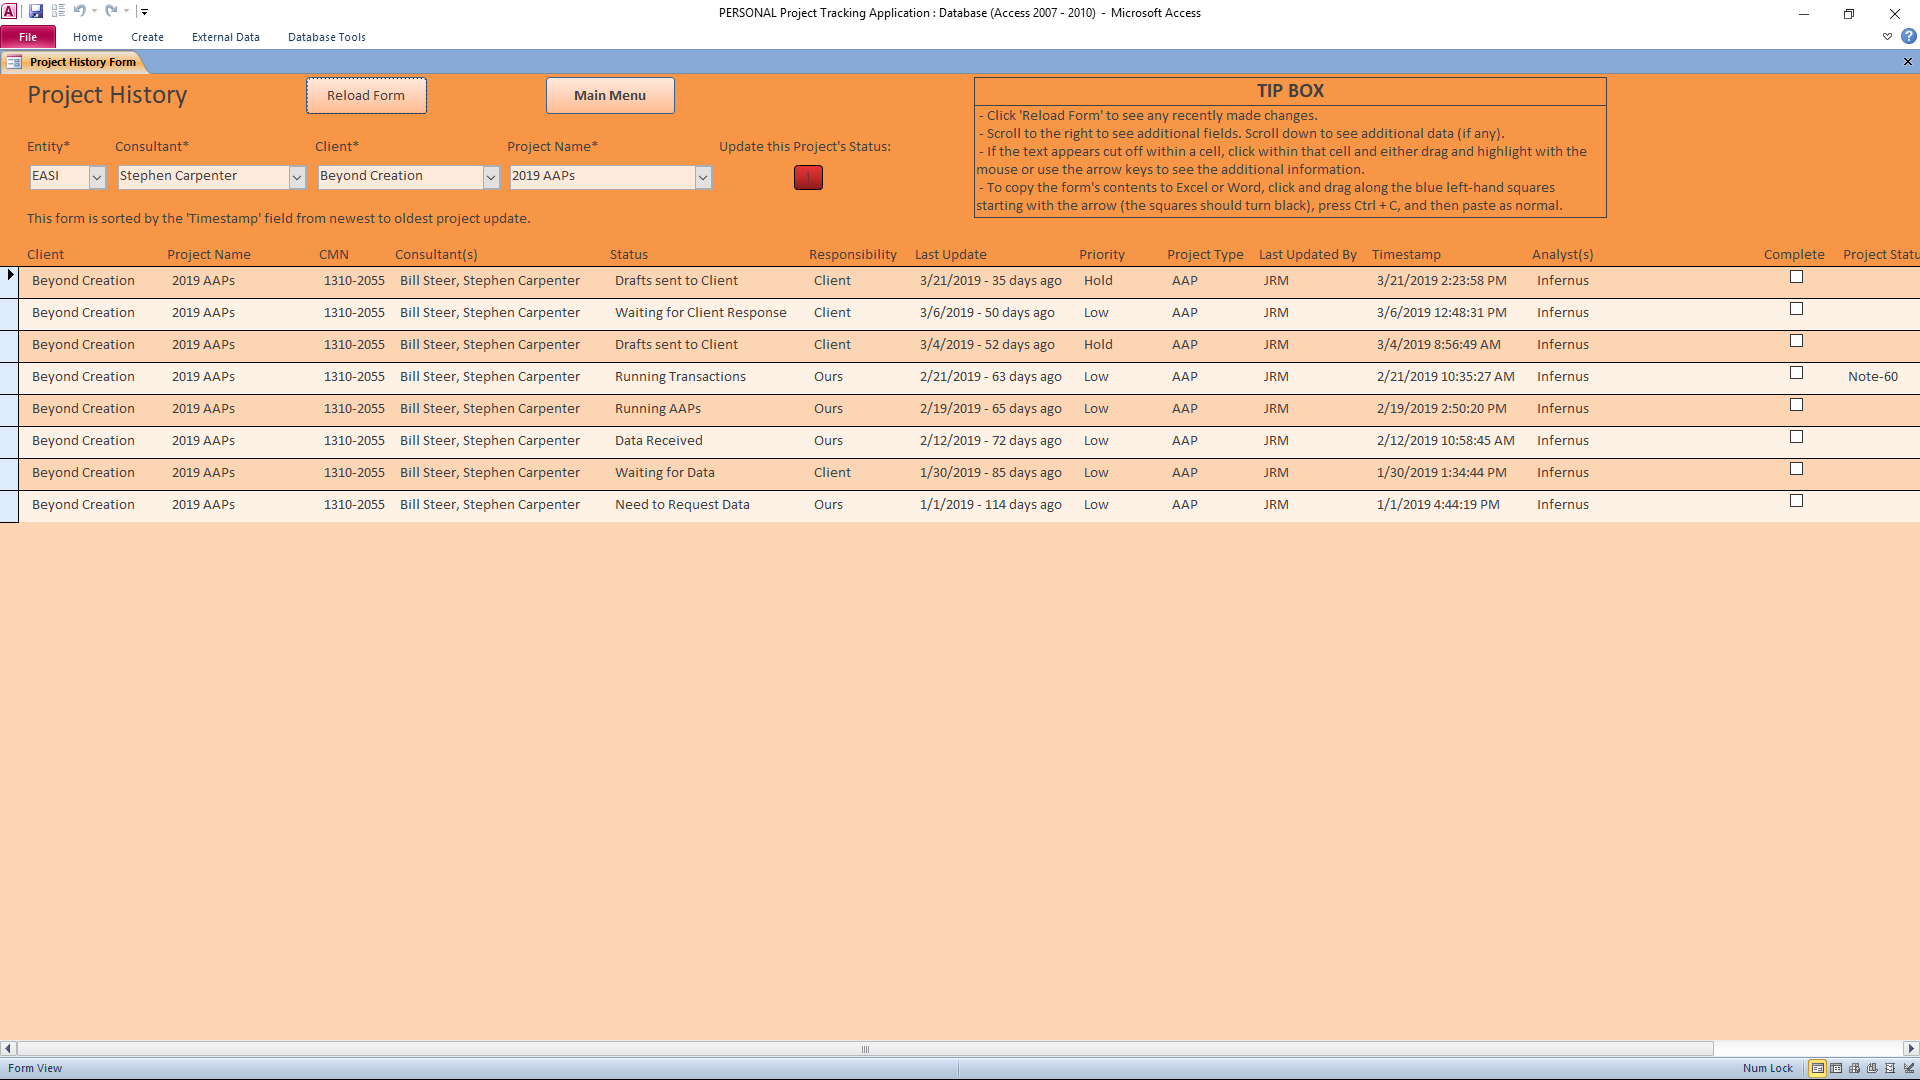 PERSONAL Project Tracking Application : Database (Access 2007 - 2010) - Microsoft Access
File Home Create External Data Database Tools
Project History Form
Project History Reload Form Main Menu
TIP BOX
- Click 'Reload Form' to see any recently made changes.
- Scroll to the right to see additional fields. Scroll down to see additional data (if any).
- If the text appears cut off within a cell, click within that cell and either drag and highlight with the
mouse or use the arrow keys to see the additional information.
- To copy the form's contents to Excel or Word, click and drag along the blue left-hand squares
starting with the arrow (the squares should turn black), press Ctrl + C, and then paste as normal.
Entity* Consultant* Client* Project Name* Update this Project's Status:
EASI Stephen Carpenter Beyond Creation 2019 AAPs
This form is sorted by the 'Timestamp' field from newest to oldest project update.
Client Project Name CMN Consultant(s) Status Responsibility Last Update Priority Project Type Last Updated By Timestamp Analyst(s) Complete Project Statu
Beyond Creation 2019 AAPs 1310-2055 Bill Steer, Stephen Carpenter Drafts sent to Client Client 3/21/2019 - 35 days ago Hold AAP JRM 3/21/2019 2:23:58 PM Infernus
Beyond Creation 2019 AAPs 1310-2055 Bill Steer, Stephen Carpenter Waiting for Client Response Client 3/6/2019 - 50 days ago Low AAP JRM 3/6/2019 12:48:31 PM Infernus
Beyond Creation 2019 AAPs 1310-2055 Bill Steer, Stephen Carpenter Drafts sent to Client Client 3/4/2019 - 52 days ago Hold AAP JRM 3/4/2019 8:56:49 AM Infernus
Beyond Creation 2019 AAPs 1310-2055 Bill Steer, Stephen Carpenter Running Transactions Ours 2/21/2019 - 63 days ago Low AAP JRM 2/21/2019 10:35:27 AM Infernus Note-60
Beyond Creation 2019 AAPs 1310-2055 Bill Steer, Stephen Carpenter Running AAPs Ours 2/19/2019 - 65 days ago Low AAP JRM 2/19/2019 2:50:20 PM Infernus
Beyond Creation 2019 AAPs 1310-2055 Bill Steer, Stephen Carpenter Data Received Ours 2/12/2019 - 72 days ago Low AAP JRM 2/12/2019 10:58:45 AM Infernus
Beyond Creation 2019 AAPs 1310-2055 Bill Steer, Stephen Carpenter Waiting for Data Client 1/30/2019 - 85 days ago Low AAP JRM 1/30/2019 1:34:44 PM Infernus
Beyond Creation 2019 AAPs 1310-2055 Bill Steer, Stephen Carpenter Need to Request Data Ours 1/1/2019 - 114 days ago Low AAP JRM 1/1/2019 4:44:19 PM Infernus
Form View Num Lock